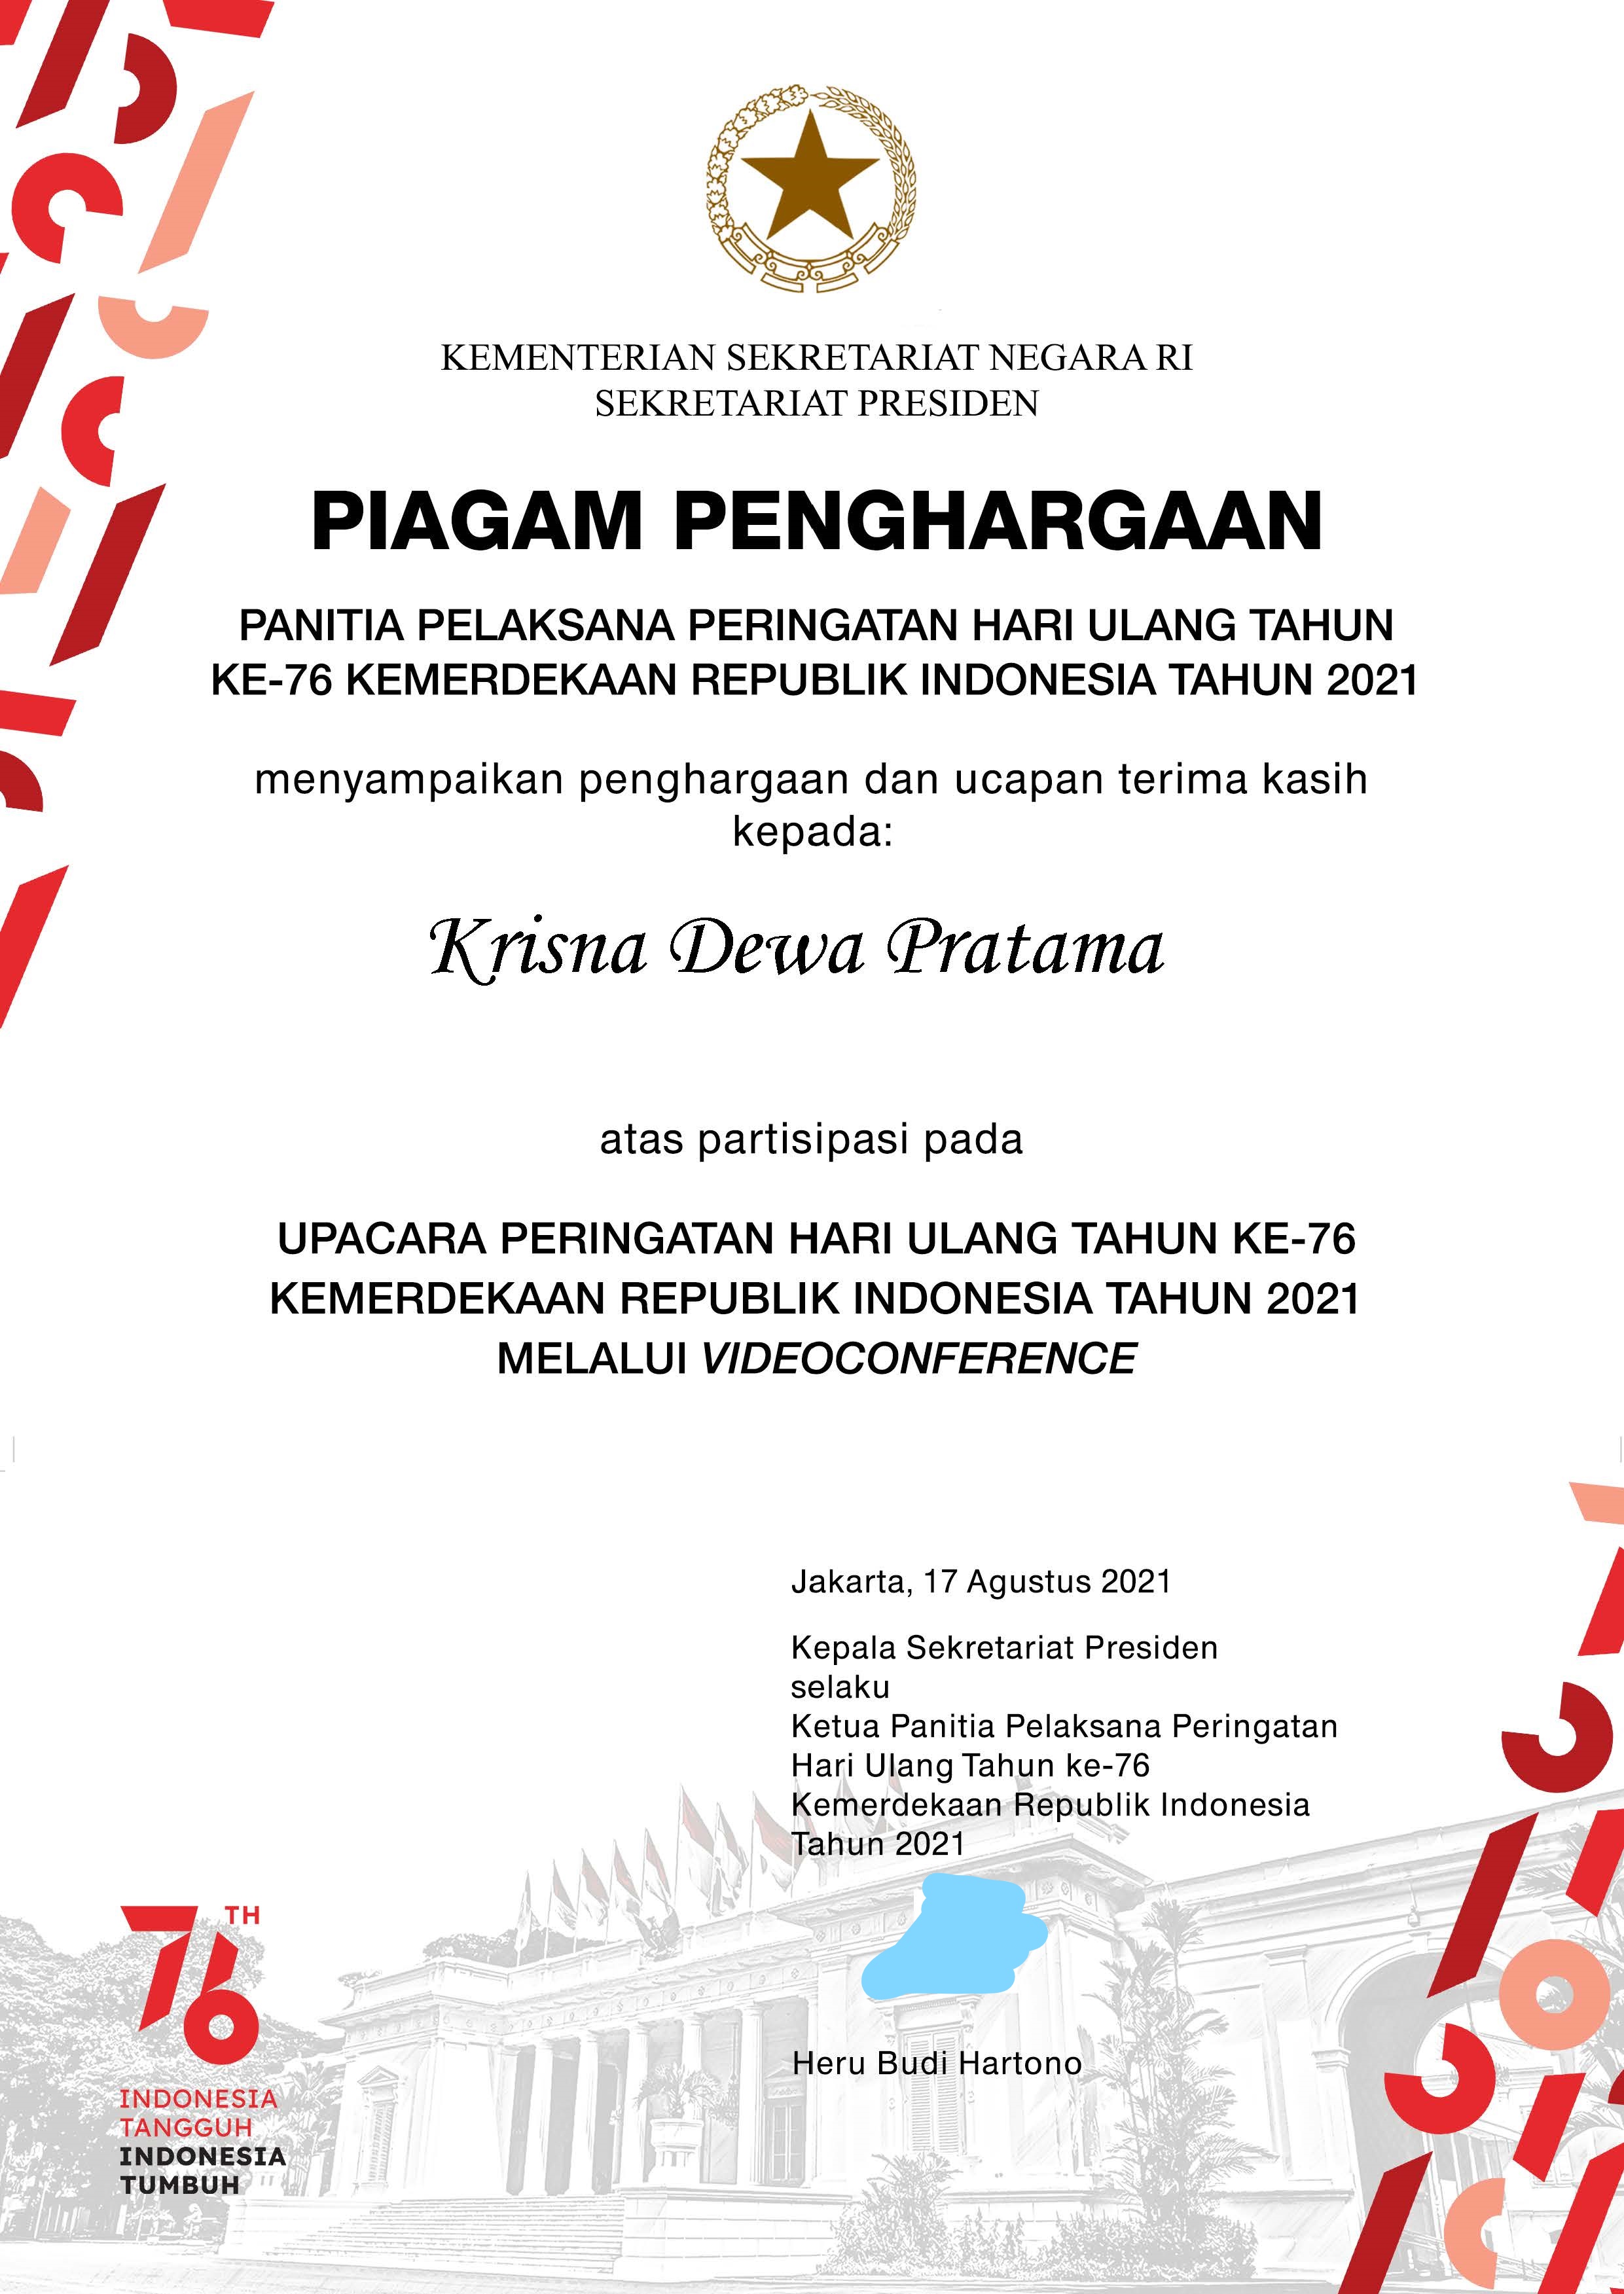 KEMENTERIAN SEKRETARIAT NEGARA RI
SEKRETARIAT PRESIDEN
PIAGAM PENGHARGAAN
PANITIA PELAKSANA PERINGATAN HARI ULANG TAHUN
KE-76 KEMERDEKAAN REPUBLIK INDONESIA TAHUN 2021
menyampaikan penghargaan dan ucapan terima kasih
kepada:
Krisna Dewa Pratama
atas partisipasi pada
UPACARA PERINGATAN HARI ULANG TAHUN KE-76
KEMERDEKAAN REPUBLIK INDONESIA TAHUN 2021
MELALUI VIDEOCONFERENCE
Jakarta, 17 Agustus 2021
Kepala Sekretariat Presiden
selaku
Ketua Panitia Pelaksana Peringatan
Hari Ulang Tahun ke-76
Kemerdekaan Republik Indonesia
Tahun 2021
Heru Budi Hartono
76 TH
INDONESIA
TANGGUH
INDONESIA
TUMBUH